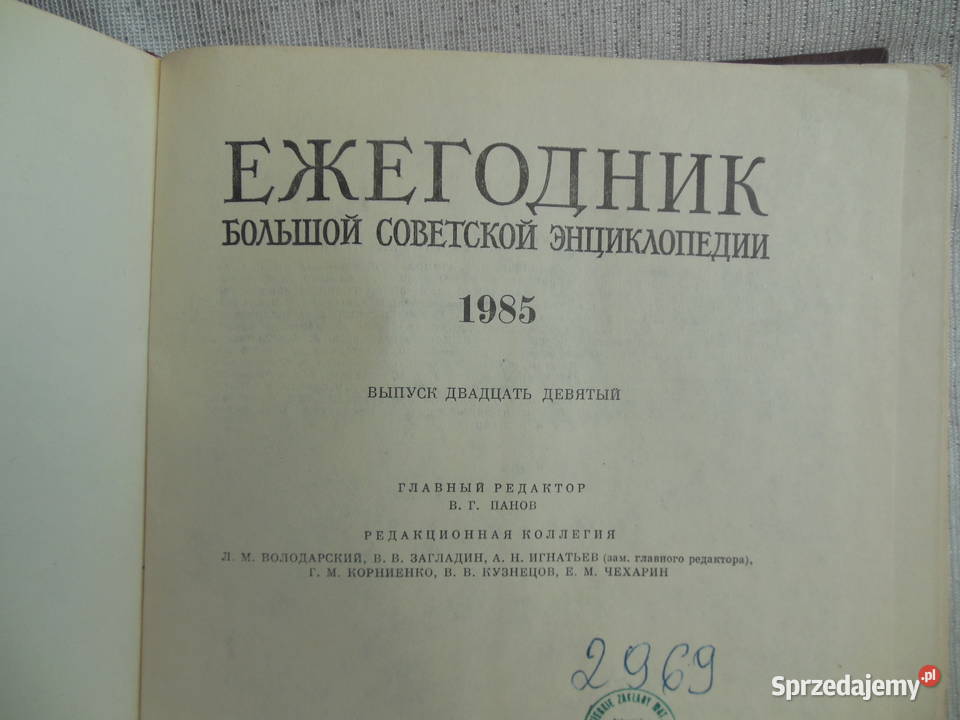 ЕЖЕГОДНИК
БОЛЬШОЙ СОВЕТСКОЙ ЭНЦИКЛОПЕДИИ
1985
ВЫПУСК ДВАДЦАТЬ ДЕВЯТЫЙ
ГЛАВНЫЙ РЕДАКТОР
В. Г. ПАНОВ
РЕДАКЦИОННАЯ КОЛЛЕГИЯ
Л. М. ВОЛОДАРСКИЙ, В. В. ЗАГЛАДИН, А. Н. ИГНАТЬЕВ (зам. главного редактора),
Г. М. КОРНИЕНКО, В. В. КУЗНЕЦОВ, Е. М. ЧЕХАРИН
2969
ZAKŁADY
Sprzedajemy.pl